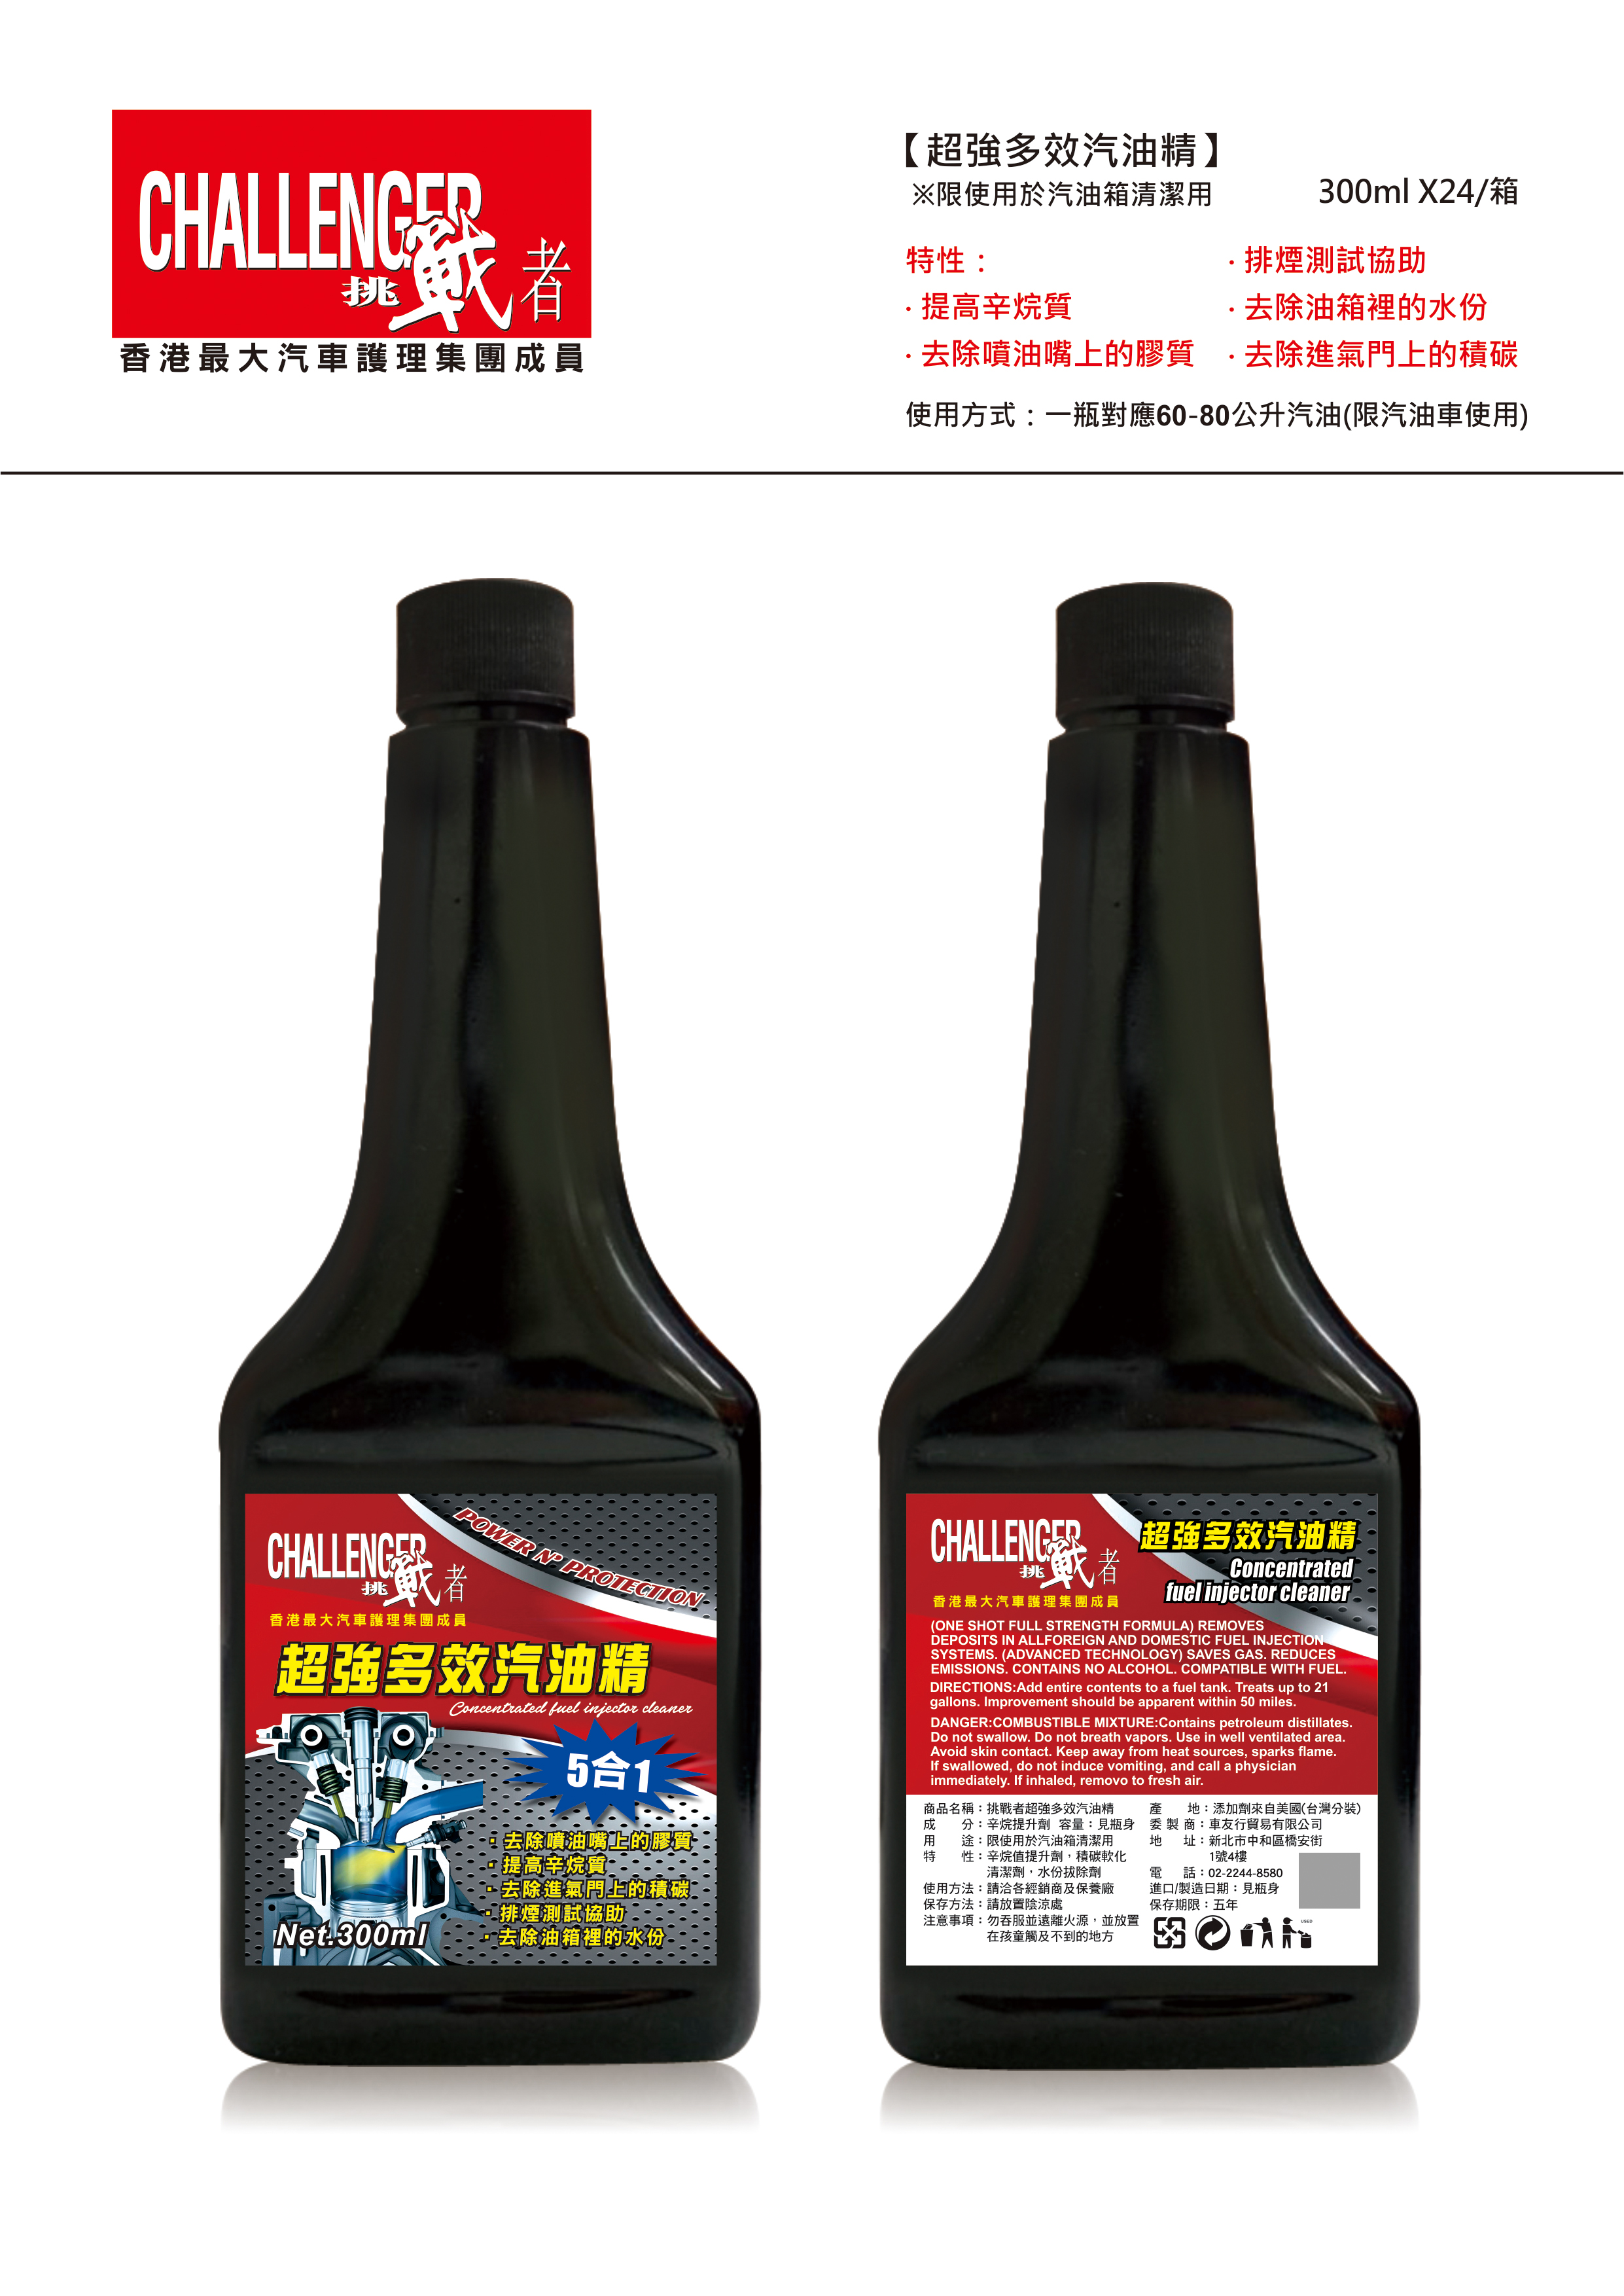 CHALLENGER
挑戰者
香港最大汽車護理集團成員
【超強多效汽油精】
※限使用於汽油箱清潔用
300ml X24/箱
特性：
· 提高辛烷質
· 去除噴油嘴上的膠質
· 排煙測試協助
· 去除油箱裡的水份
· 去除進氣門上的積碳
使用方式：一瓶對應60-80公升汽油(限汽油車使用)
CHALLENGER
挑戰者
香港最大汽車護理集團成員
POWER N' PROTECTION
超強多效汽油精
Concentrated fuel injector cleaner
5合1
· 去除噴油嘴上的膠質
· 提高辛烷質
· 去除進氣門上的積碳
· 排煙測試協助
· 去除油箱裡的水份
Net.300ml
CHALLENGER
挑戰者
香港最大汽車護理集團成員
超強多效汽油精
Concentrated
fuel injector cleaner
(ONE SHOT FULL STRENGTH FORMULA) REMOVES
DEPOSITS IN ALLFOREIGN AND DOMESTIC FUEL INJECTION
SYSTEMS. (ADVANCED TECHNOLOGY) SAVES GAS. REDUCES
EMISSIONS. CONTAINS NO ALCOHOL. COMPATIBLE WITH FUEL.
DIRECTIONS:Add entire contents to a fuel tank. Treats up to 21
gallons. Improvement should be apparent within 50 miles.
DANGER:COMBUSTIBLE MIXTURE:Contains petroleum distillates.
Do not swallow. Do not breath vapors. Use in well ventilated area.
Avoid skin contact. Keep away from heat sources, sparks flame.
If swallowed, do not induce vomiting, and call a physician
immediately. If inhaled, removo to fresh air.
商品名稱：挑戰者超強多效汽油精
成分：辛烷提升劑 容量：見瓶身
用途：限使用於汽油箱清潔用
特性：辛烷值提升劑，積碳軟化
清潔劑，水份拔除劑
使用方法：請洽各經銷商及保養廠
保存方法：請放置陰涼處
注意事項：勿吞服並遠離火源，並放置
在孩童觸及不到的地方
產地：添加劑來自美國(台灣分裝)
委製商：車友行貿易有限公司
地址：新北市中和區橋安街
1號4樓
電話：02-2244-8580
進口/製造日期：見瓶身
保存期限：五年
USED